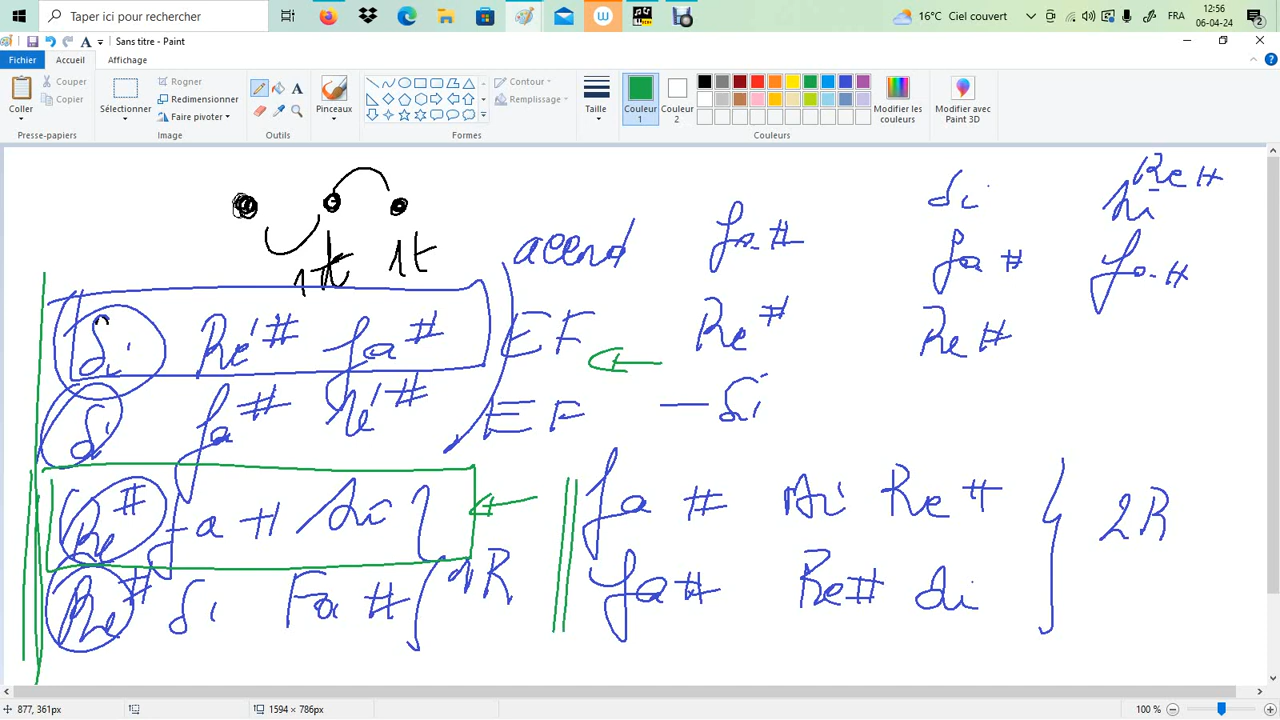 Taper ici pour rechercher
16°C Ciel couvert
FRA
12:56
06-04-24
2
Sans titre - Paint
Fichier Accueil Affichage
Coller
Couper
Copier
Presse-papiers
Sélectionner
Rogner
Redimensionner
Faire pivoter
Image
Outils
Pinceaux
Contour
Remplissage
Formes
Taille
Couleur 1
Couleur 2
Modifier les couleurs
Couleurs
Modifier avec Paint 3D
1t 1t
accord
fa #
si
fa #
Re #
si
fa #
Si Ré # fa # EF
Re #
Re #
Si fa # ré # EF
— Si
Re # fa # Si
Re # Si Fa #
2R
fa # Si Re #
fa # Re # Si
2R
877, 361px
1594 × 786px
100 %